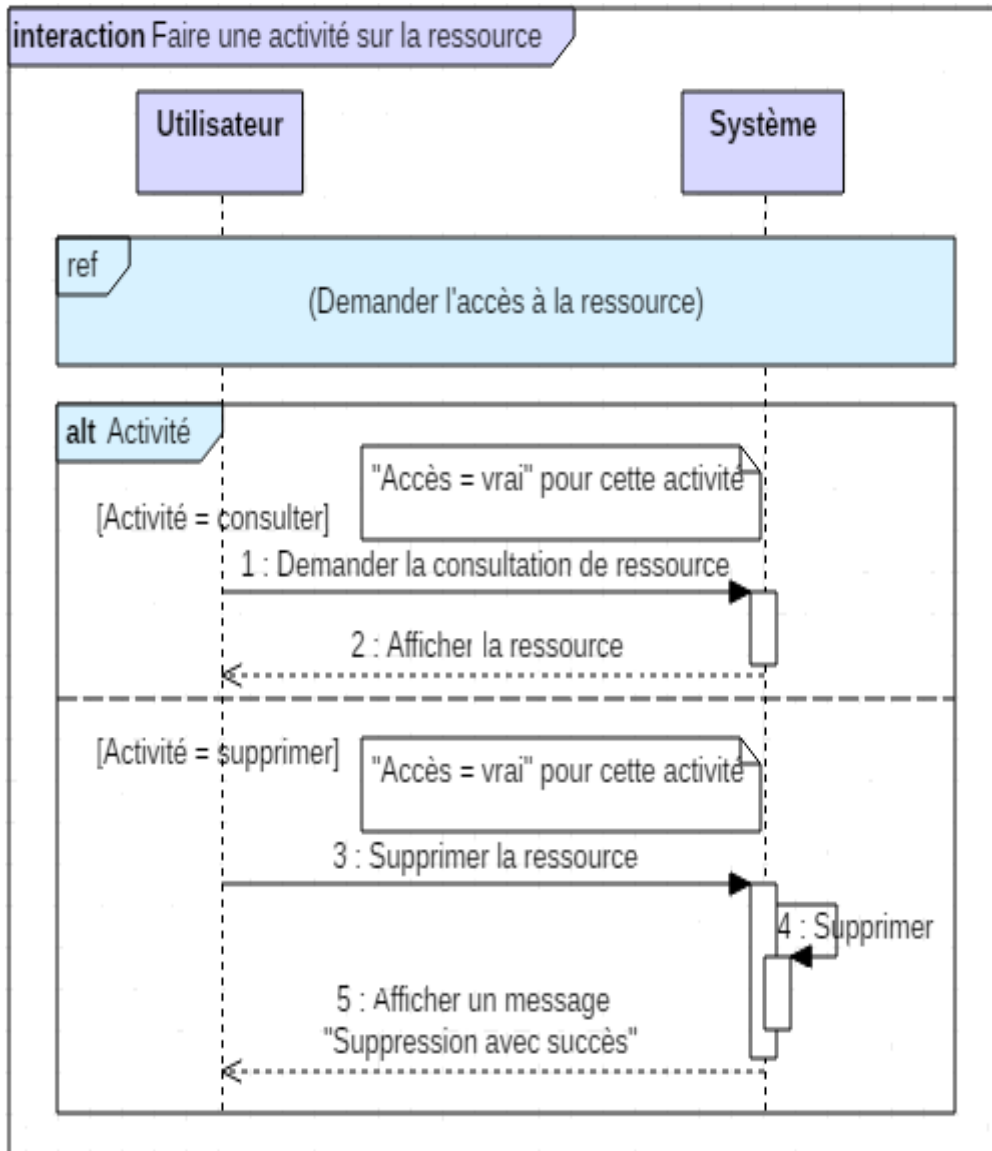 interaction Faire une activité sur la ressource
Utilisateur
Système
ref
(Demander l'accès à la ressource)
alt Activité
"Accès = vrai" pour cette activité
[Activité = consulter]
1 : Demander la consultation de ressource
2 : Afficher la ressource
[Activité = supprimer]
"Accès = vrai" pour cette activité
3 : Supprimer la ressource
4 : Supprimer
5 : Afficher un message
"Suppression avec succès"